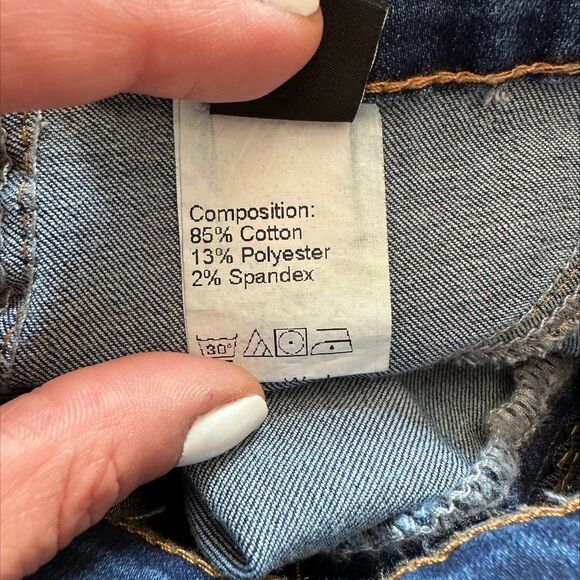 Composition:
85% Cotton
13% Polyester
2% Spandex
30°